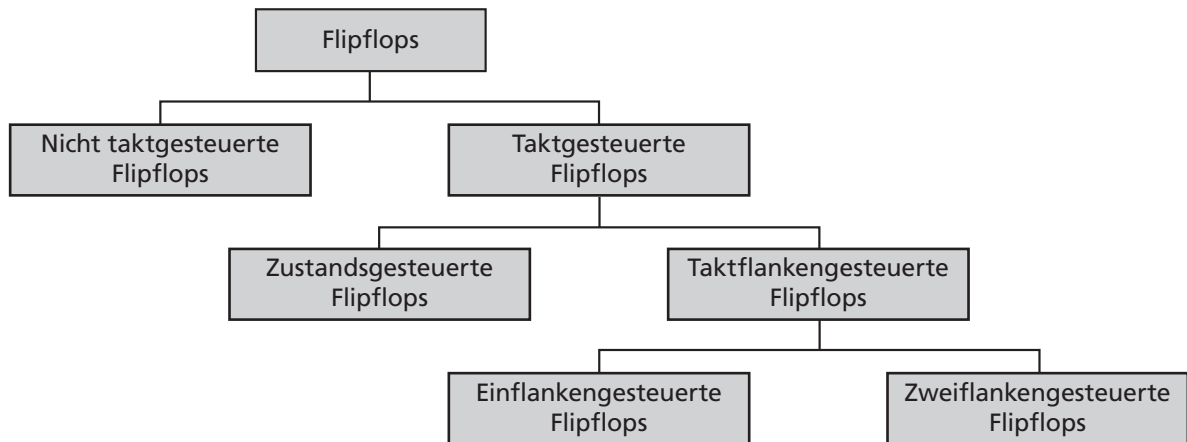 Flipflops
Nicht taktgesteuerte
Flipflops
Taktgesteuerte
Flipflops
Zustandsgesteuerte
Flipflops
Taktflankengesteuerte
Flipflops
Einflankengesteuerte
Flipflops
Zweiflankengesteuerte
Flipflops